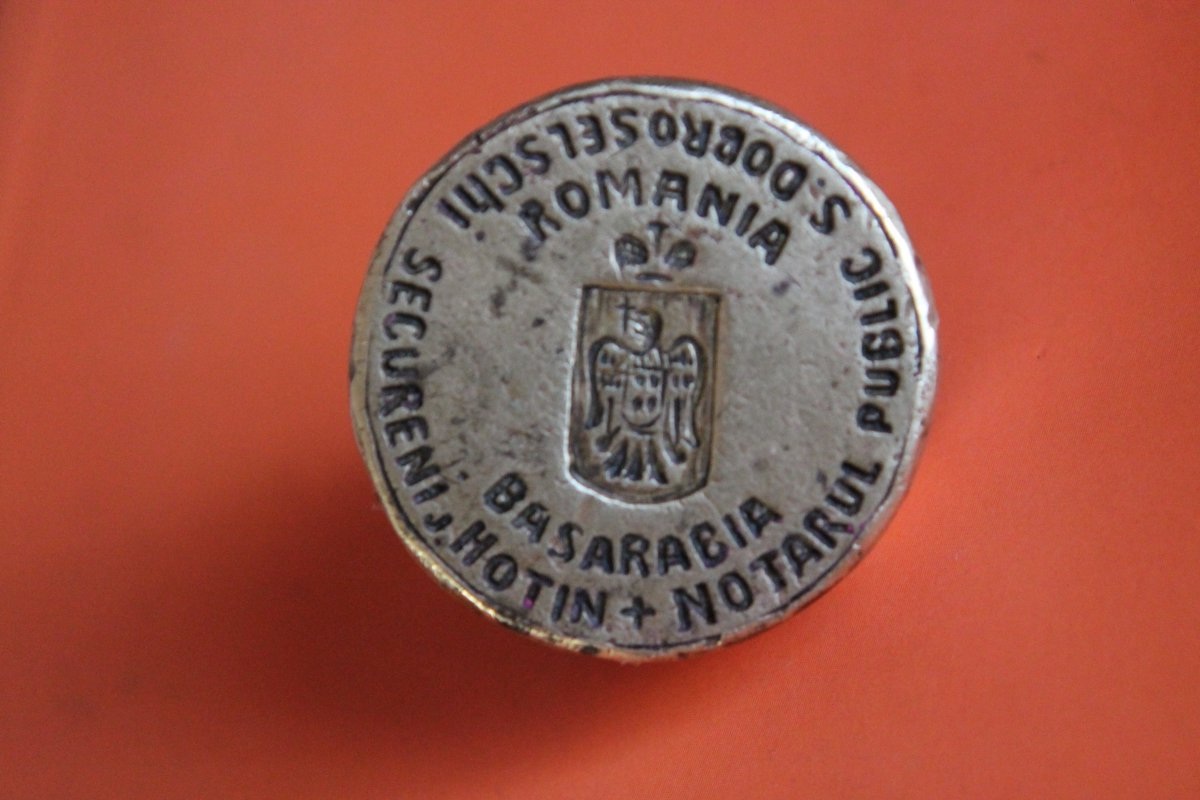 NOTARUL PUBLIC S. DOBROSELSChI SECURENI J. HOTIN +
ROMANIA
BASARABIA